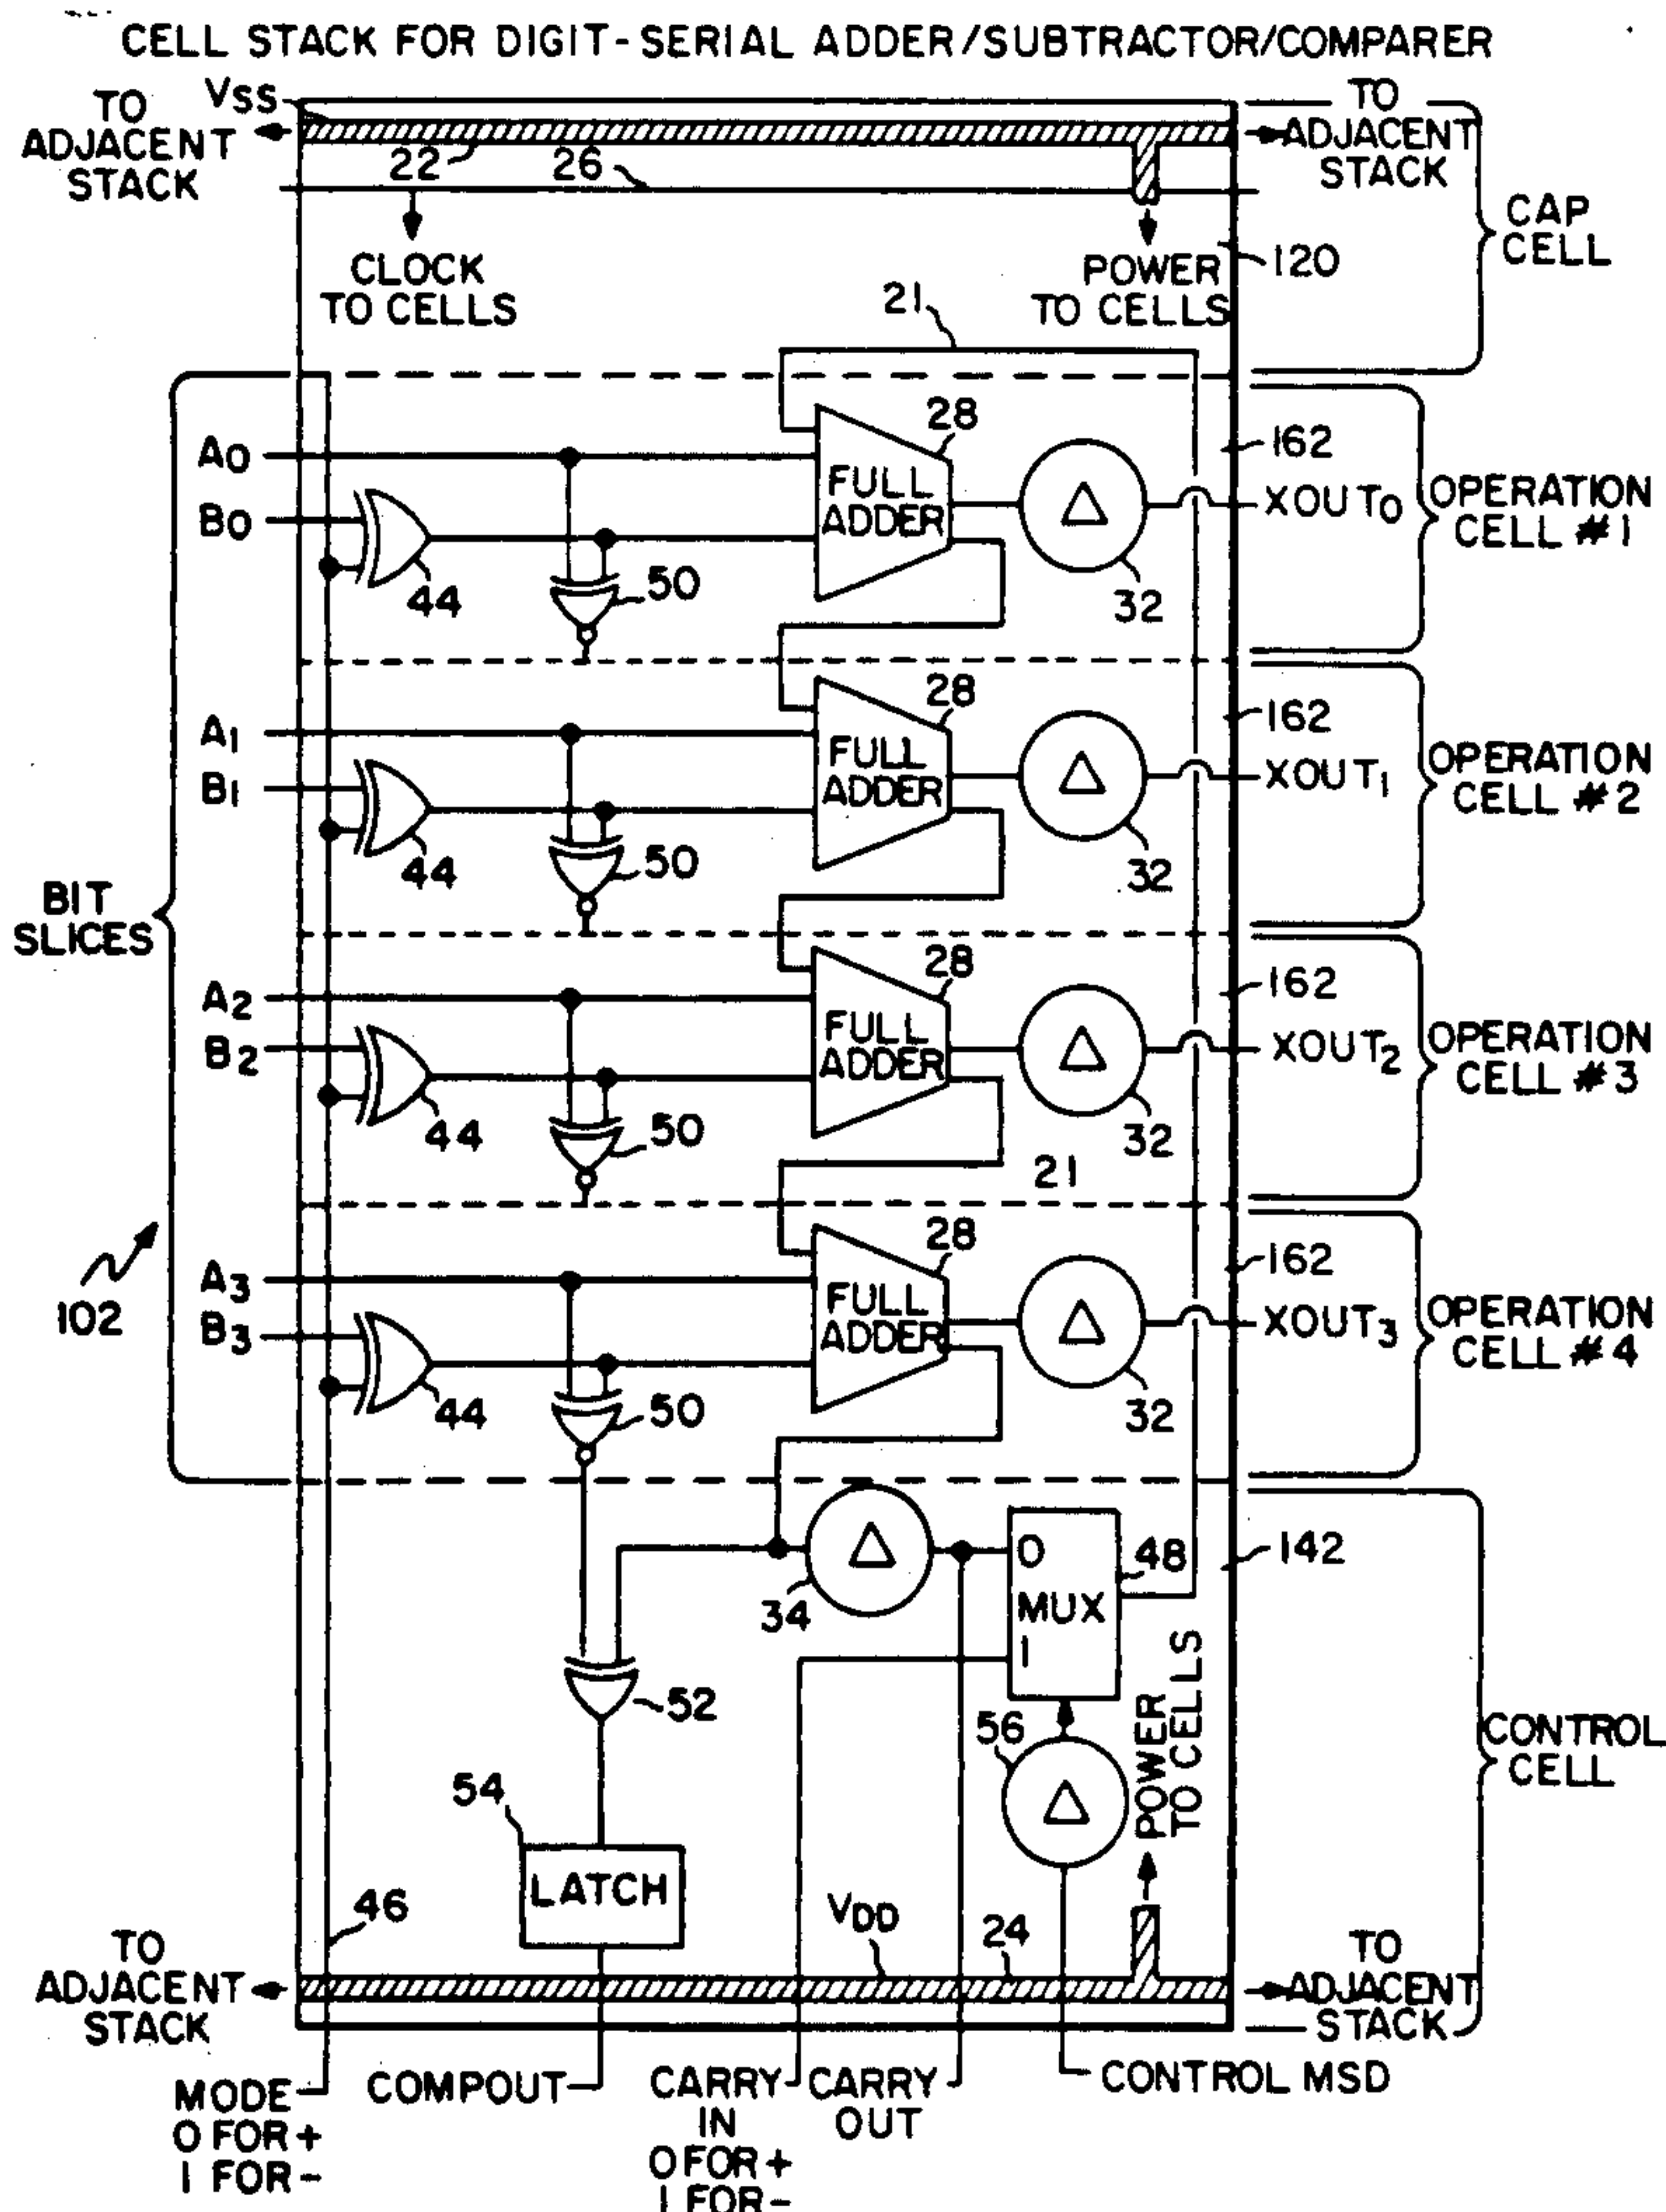 CELL STACK FOR DIGIT-SERIAL ADDER/SUBTRACTOR/COMPARER
VSS
TO
ADJACENT
STACK
TO
ADJACENT
STACK
22
26
CLOCK
TO CELLS
POWER
TO CELLS
120
CAP
CELL
21
A0
B0
44
50
28
FULL
ADDER
Δ
32
162
XOUT0
OPERATION
CELL #1
A1
B1
44
50
28
FULL
ADDER
Δ
32
162
XOUT1
OPERATION
CELL #2
BIT
SLICES
A2
B2
44
50
28
FULL
ADDER
Δ
32
162
XOUT2
OPERATION
CELL #3
21
102
A3
B3
44
50
28
FULL
ADDER
Δ
32
162
XOUT3
OPERATION
CELL #4
Δ
34
0
MUX
1
48
142
52
56
Δ
POWER
TO CELLS
CONTROL
CELL
54
LATCH
46
VDD
24
TO
ADJACENT
STACK
TO
ADJACENT
STACK
MODE
0 FOR+
1 FOR-
COMPOUT
CARRY
IN
0 FOR+
1 FOR-
CARRY
OUT
CONTROL MSD